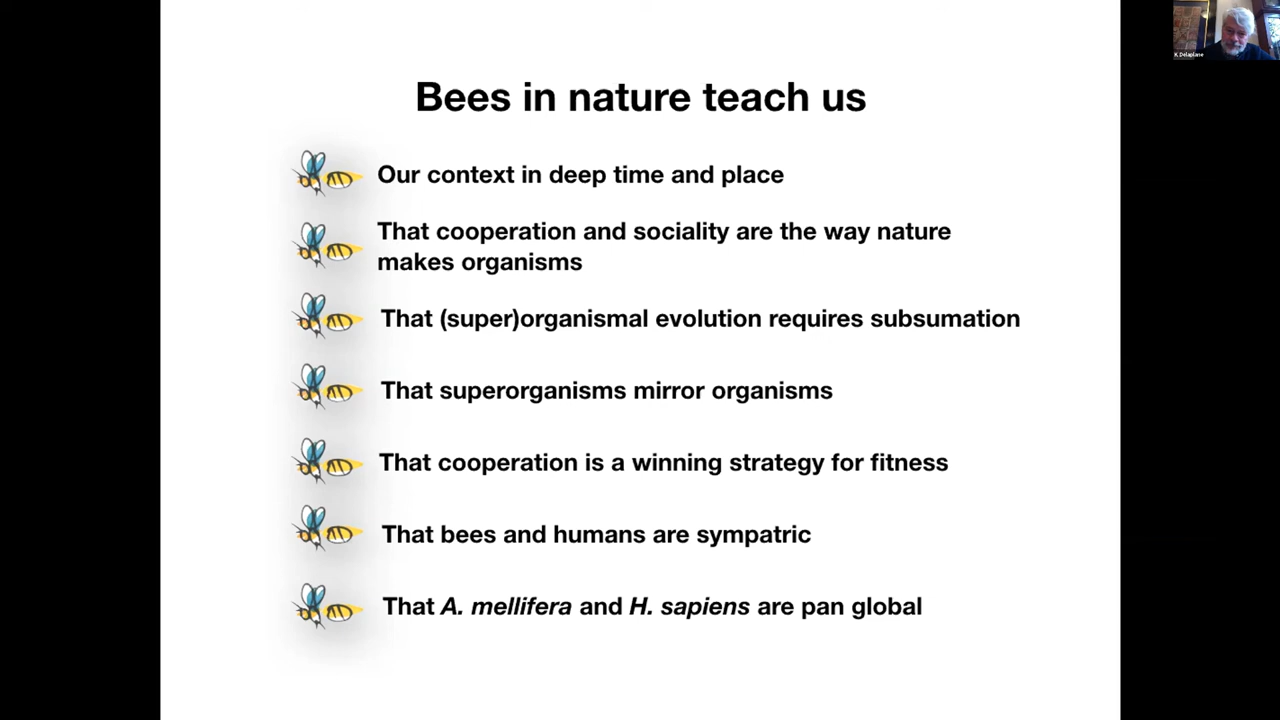 Bees in nature teach us
Our context in deep time and place
That cooperation and sociality are the way nature
makes organisms
That (super)organismal evolution requires subsumation
That superorganisms mirror organisms
That cooperation is a winning strategy for fitness
That bees and humans are sympatric
That A. mellifera and H. sapiens are pan global
K.Delaplane